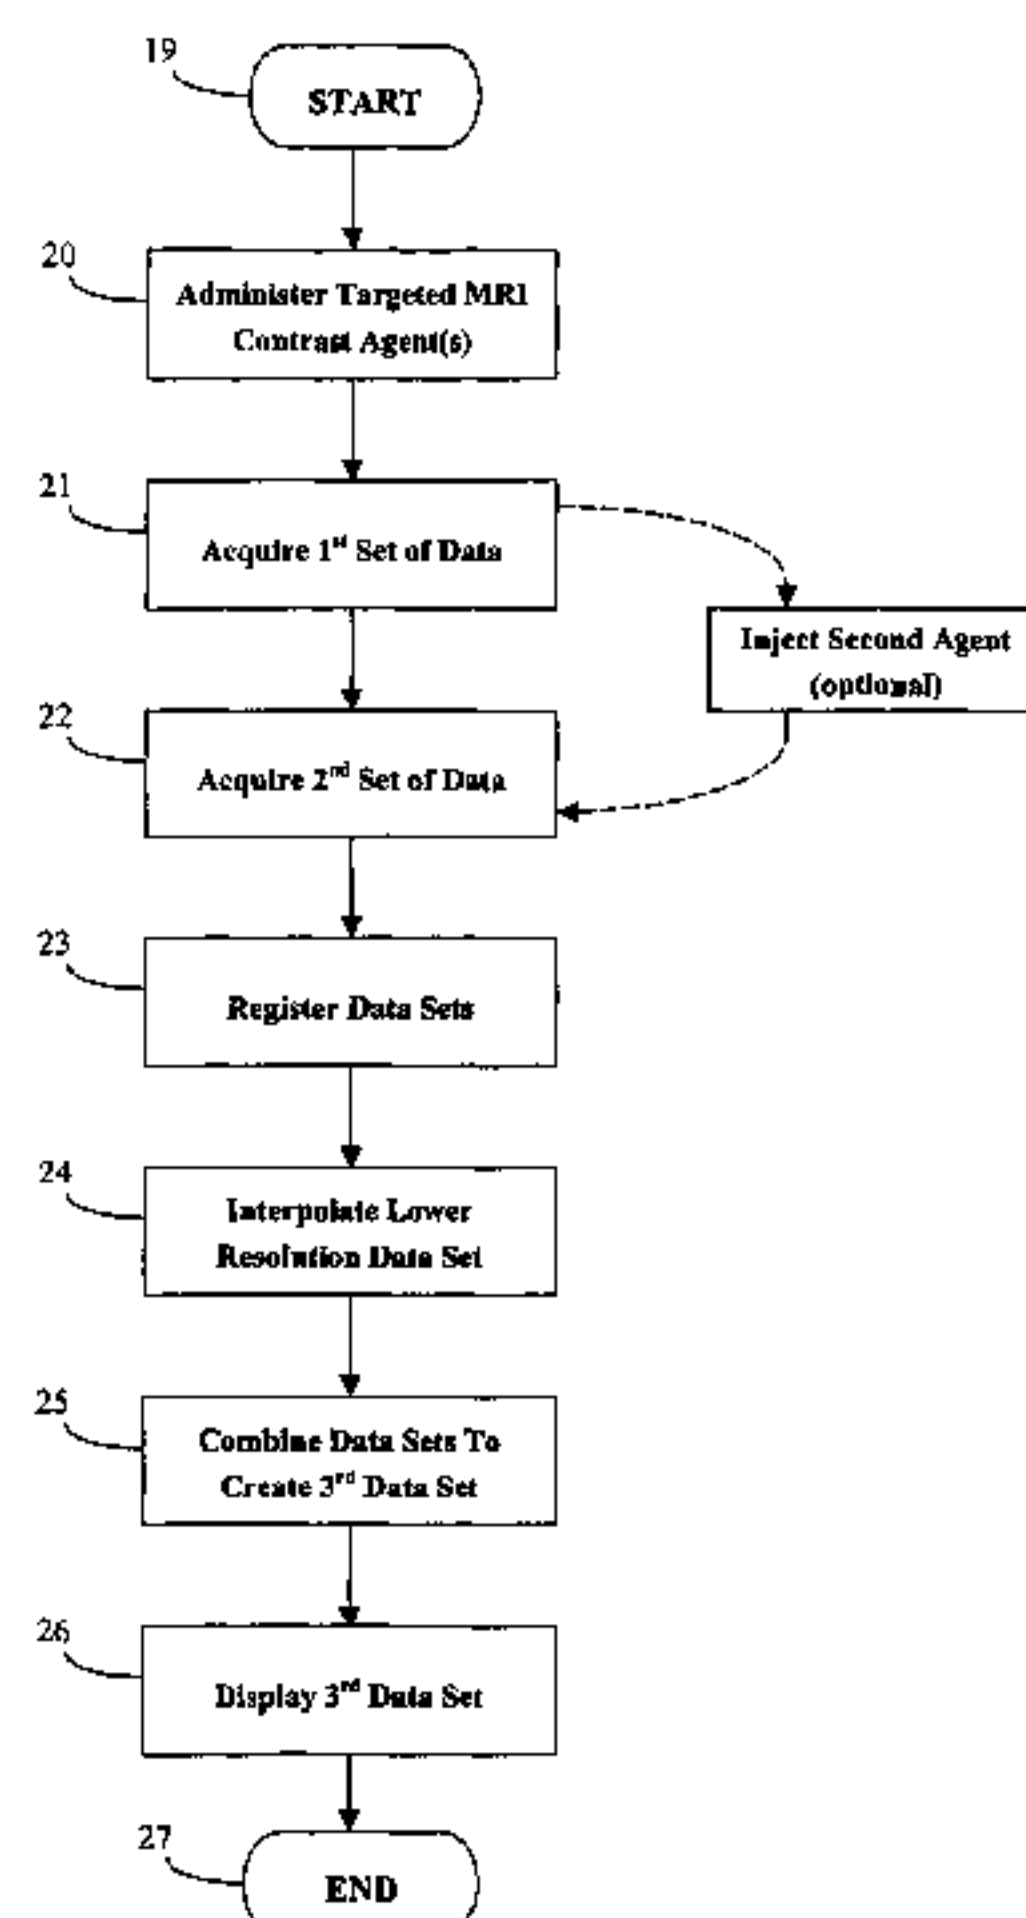 19
START
20
Administer Targeted MRI
Contrast Agent(s)
21
Acquire 1st Set of Data
Inject Second Agent
(optional)
22
Acquire 2nd Set of Data
23
Register Data Sets
24
Interpolate Lower
Resolution Data Set
25
Combine Data Sets To
Create 3rd Data Set
26
Display 3rd Data Set
27
END